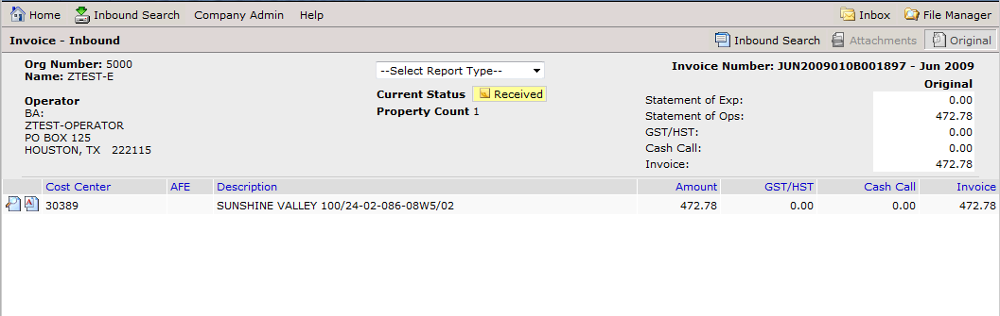 Home Inbound Search Company Admin Help Inbox File Manager
Invoice - Inbound Inbound Search Attachments Original
Org Number: 5000
Name: ZTEST-E
Operator
BA:
ZTEST-OPERATOR
PO BOX 125
HOUSTON, TX 222115
--Select Report Type--
Current Status Received
Property Count 1
Invoice Number: JUN2009010B001897 - Jun 2009
Original
Statement of Exp: 0.00
Statement of Ops: 472.78
GST/HST: 0.00
Cash Call: 0.00
Invoice: 472.78
Cost Center AFE Description Amount GST/HST Cash Call Invoice
30389 SUNSHINE VALLEY 100/24-02-086-08W5/02 472.78 0.00 0.00 472.78